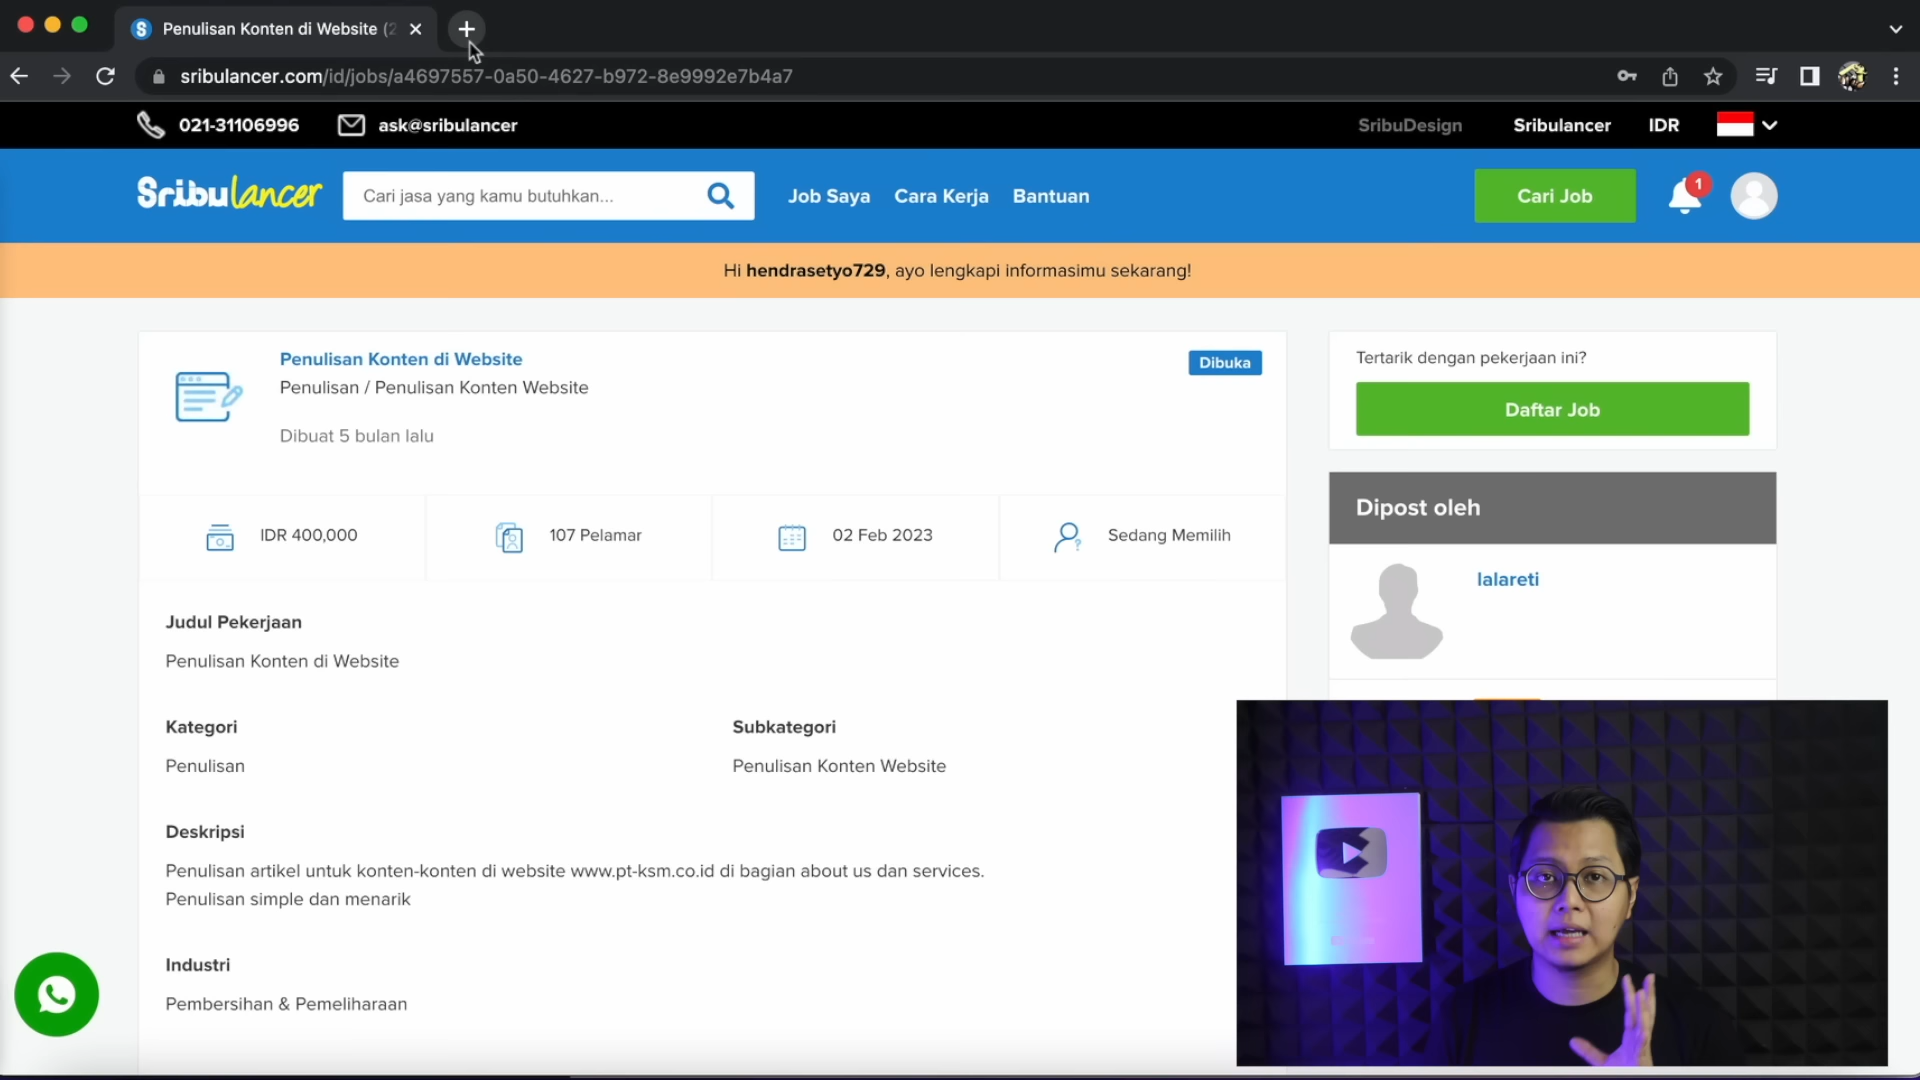 Penulisan Konten di Website (2
sribulancer.com/id/jobs/a4697557-0a50-4627-b972-8e9992e7b4a7
021-31106996
ask@sribulancer
SribuDesign
Sribulancer
IDR
Sribulancer
Cari jasa yang kamu butuhkan...
Job Saya
Cara Kerja
Bantuan
Cari Job
1
Hi hendrasetyo729, ayo lengkapi informasimu sekarang!
Penulisan Konten di Website
Dibuka
Penulisan / Penulisan Konten Website
Dibuat 5 bulan lalu
IDR 400,000
107 Pelamar
02 Feb 2023
Sedang Memilih
Judul Pekerjaan
Penulisan Konten di Website
Kategori
Penulisan
Subkategori
Penulisan Konten Website
Deskripsi
Penulisan artikel untuk konten-konten di website www.pt-ksm.co.id di bagian about us dan services.
Penulisan simple dan menarik
Industri
Pembersihan & Pemeliharaan
Tertarik dengan pekerjaan ini?
Daftar Job
Dipost oleh
lalareti